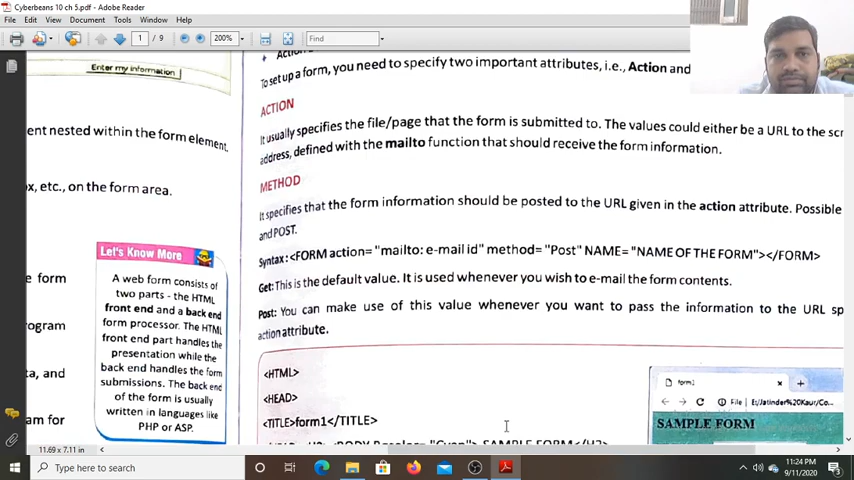 Cyberbeans 10 ch 5.pdf - Adobe Reader
File Edit View Document Tools Window Help
1 / 9 200% Find
Enter my information
To set up a form, you need to specify two important attributes, i.e., Action and
ent nested within the form element.
ACTION
It usually specifies the file/page that the form is submitted to. The values could either be a URL to the scr
address, defined with the mailto function that should receive the form information.
x, etc., on the form area.
METHOD
It specifies that the form information should be posted to the URL given in the action attribute. Possible
and POST.
Let's Know More
A web form consists of
two parts - the HTML
front end and a back end
form processor. The HTML
front end part handles the
presentation while the
back end handles the form
submissions. The back end
of the form is usually
written in languages like
PHP or ASP.
e form
rogram
ta, and
am for
Syntax : <FORM action= "mailto: e-mail id" method= "Post" NAME= "NAME OF THE FORM"></FORM>
Get: This is the default value. It is used whenever you wish to e-mail the form contents.
Post: You can make use of this value whenever you want to pass the information to the URL sp
action attribute.
<HTML>
<HEAD>
<TITLE>form1</TITLE>
"Cyan"> SAMPLE FORM</H2>
form1
File E:/Jatinder%20Kaur/Co...
SAMPLE FORM
11.69 x 7.11 in
Type here to search
11:24 PM
9/11/2020